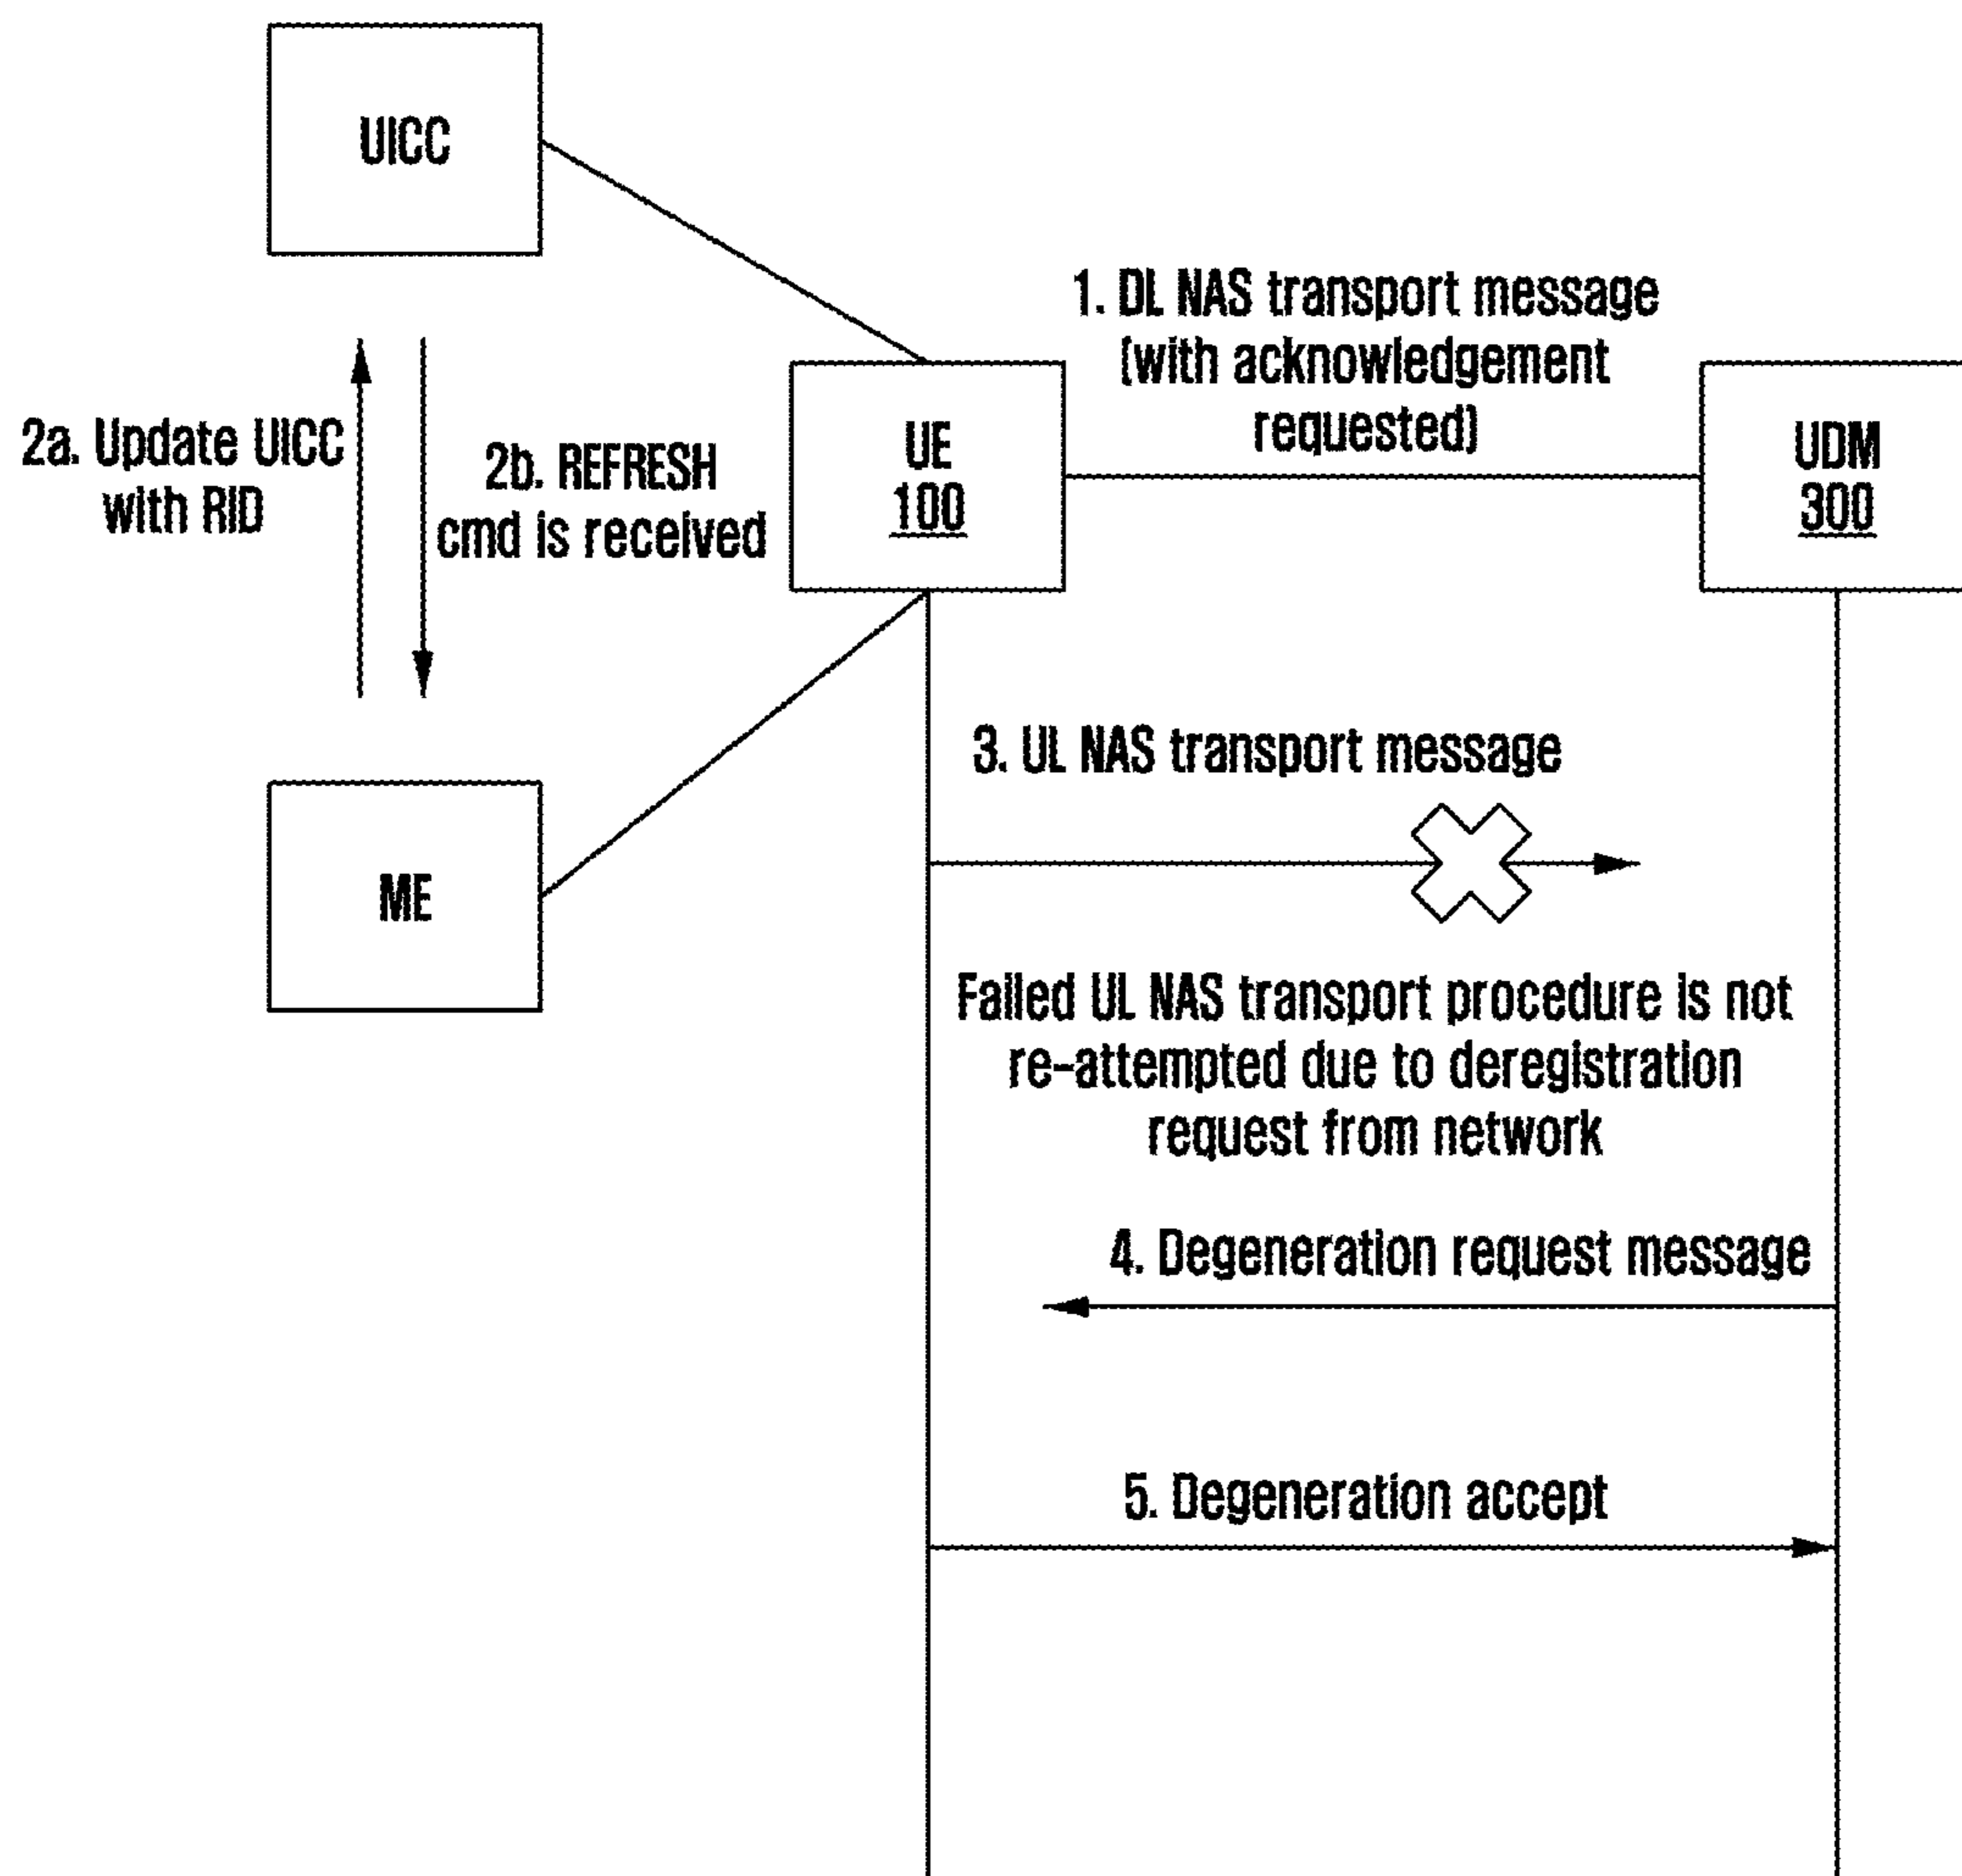 UICC
1. DL NAS transport message
(with acknowledgement
requested)
2a. Update UICC
with RID
2b. REFRESH
cmd is received
UE
100
UDM
300
3. UL NAS transport message
ME
Failed UL NAS transport procedure is not
re-attempted due to deregistration
request from network
4. Degeneration request message
5. Degeneration accept